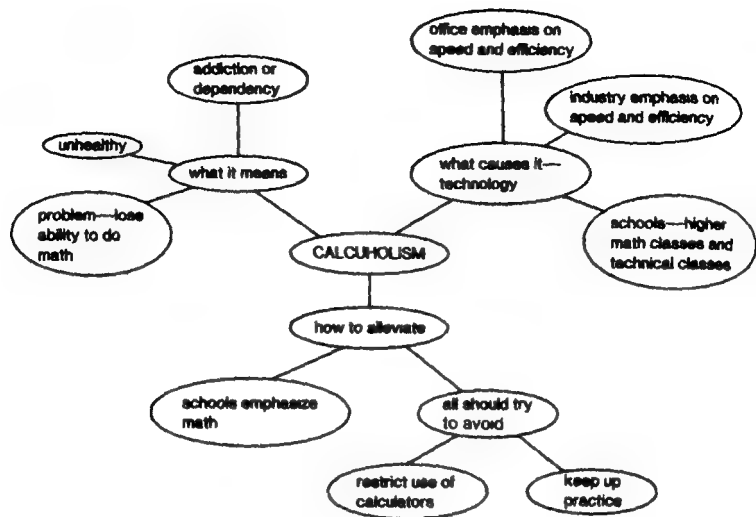 office emphasis on
speed and efficiency
addiction or
dependency
industry emphasis on
speed and efficiency
unhealthy
what it means
what causes it—
technology
problem—lose
ability to do
math
schools—higher
math classes and
technical classes
CALCUHOLISM
how to alleviate
schools emphasize
math
all should try
to avoid
restrict use of
calculators
keep up
practice